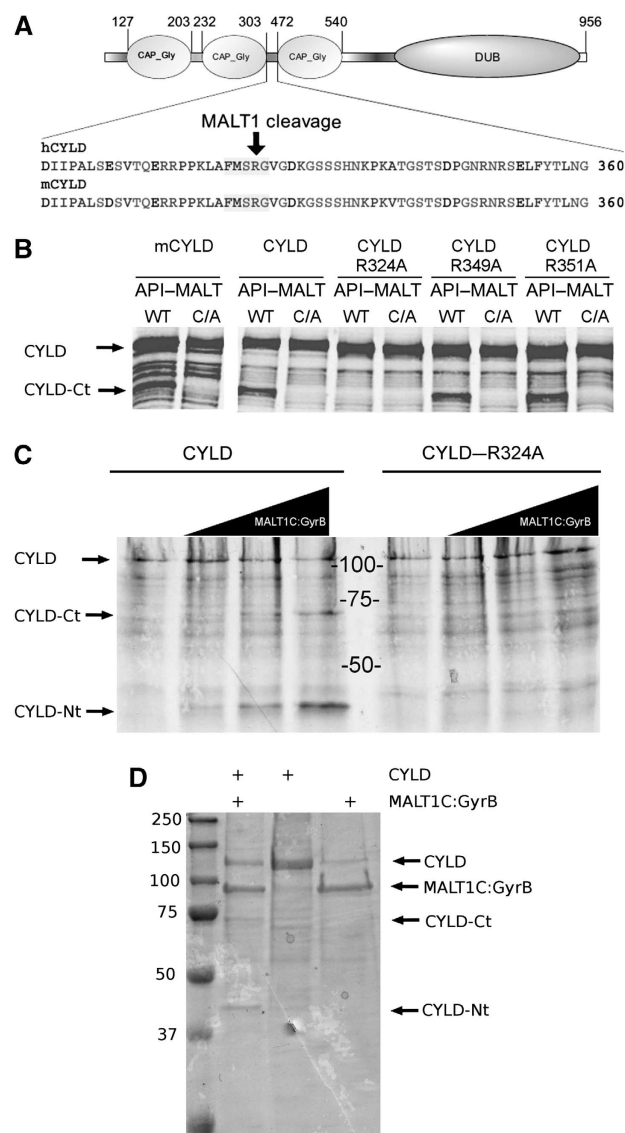 A
127 203 232 303 472 540 956
CAP_Gly CAP_Gly CAP_Gly DUB
MALT1 cleavage
hCYLD
DIIPALSESVTQERRPPKLAFMSRGVGDKGSSSHNKPKATGSTSDPGNRNRSELFYTLNG 360
mCYLD
DIIPALSDSVTQERRPPKLAFMSRGVGDKGSSSHNKPKVTGSTSDPGSRNRSELFYTLNG 360
B
mCYLD CYLD CYLD CYLD CYLD
R324A R349A R351A
API–MALT API–MALT API–MALT API–MALT API–MALT
WT C/A WT C/A WT C/A WT C/A WT C/A
CYLD
CYLD-Ct
C
CYLD CYLD—R324A
MALT1C:GyrB MALT1C:GyrB
CYLD -100-
-75-
CYLD-Ct
-50-
CYLD-Nt
D
+ + CYLD
+ + MALT1C:GyrB
250
150
CYLD
100
MALT1C:GyrB
75
CYLD-Ct
50
CYLD-Nt
37